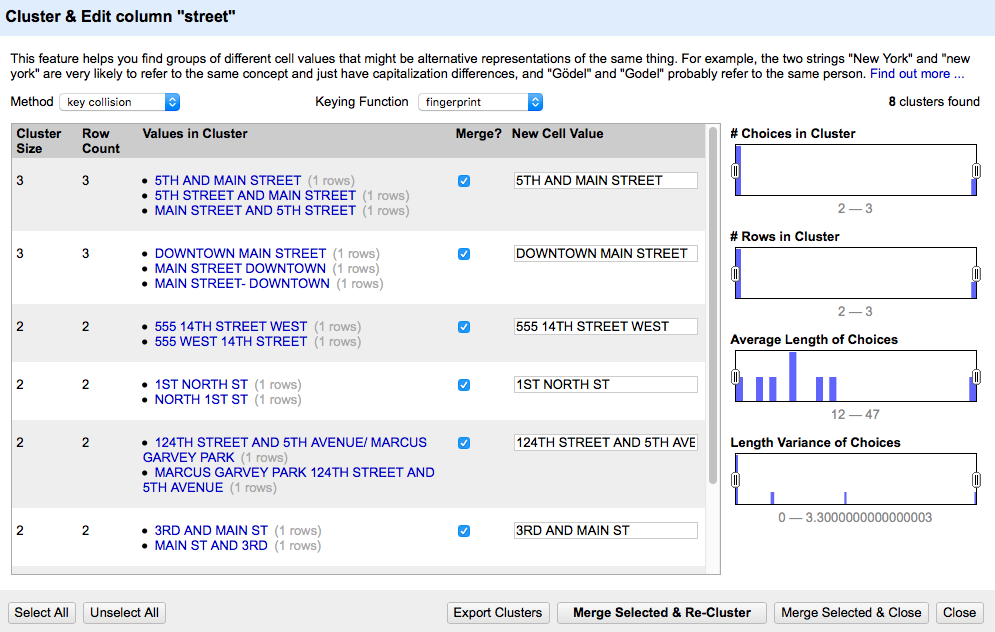 Cluster & Edit column "street"
This feature helps you find groups of different cell values that might be alternative representations of the same thing. For example, the two strings "New York" and "new
york" are very likely to refer to the same concept and just have capitalization differences, and "Gödel" and "Godel" probably refer to the same person. Find out more ...
Method key collision Keying Function fingerprint 8 clusters found
Cluster Size Row Count Values in Cluster Merge? New Cell Value
3 3 • 5TH AND MAIN STREET (1 rows) 5TH AND MAIN STREET
• 5TH STREET AND MAIN STREET (1 rows)
• MAIN STREET AND 5TH STREET (1 rows)
3 3 • DOWNTOWN MAIN STREET (1 rows) DOWNTOWN MAIN STREET
• MAIN STREET DOWNTOWN (1 rows)
• MAIN STREET- DOWNTOWN (1 rows)
2 2 • 555 14TH STREET WEST (1 rows) 555 14TH STREET WEST
• 555 WEST 14TH STREET (1 rows)
2 2 • 1ST NORTH ST (1 rows) 1ST NORTH ST
• NORTH 1ST ST (1 rows)
2 2 • 124TH STREET AND 5TH AVENUE/ MARCUS 124TH STREET AND 5TH AVE
GARVEY PARK (1 rows)
• MARCUS GARVEY PARK 124TH STREET AND
5TH AVENUE (1 rows)
2 2 • 3RD AND MAIN ST (1 rows) 3RD AND MAIN ST
• MAIN ST AND 3RD (1 rows)
# Choices in Cluster
2 — 3
# Rows in Cluster
2 — 3
Average Length of Choices
12 — 47
Length Variance of Choices
0 — 3.3000000000000003
Select All Unselect All Export Clusters Merge Selected & Re-Cluster Merge Selected & Close Close